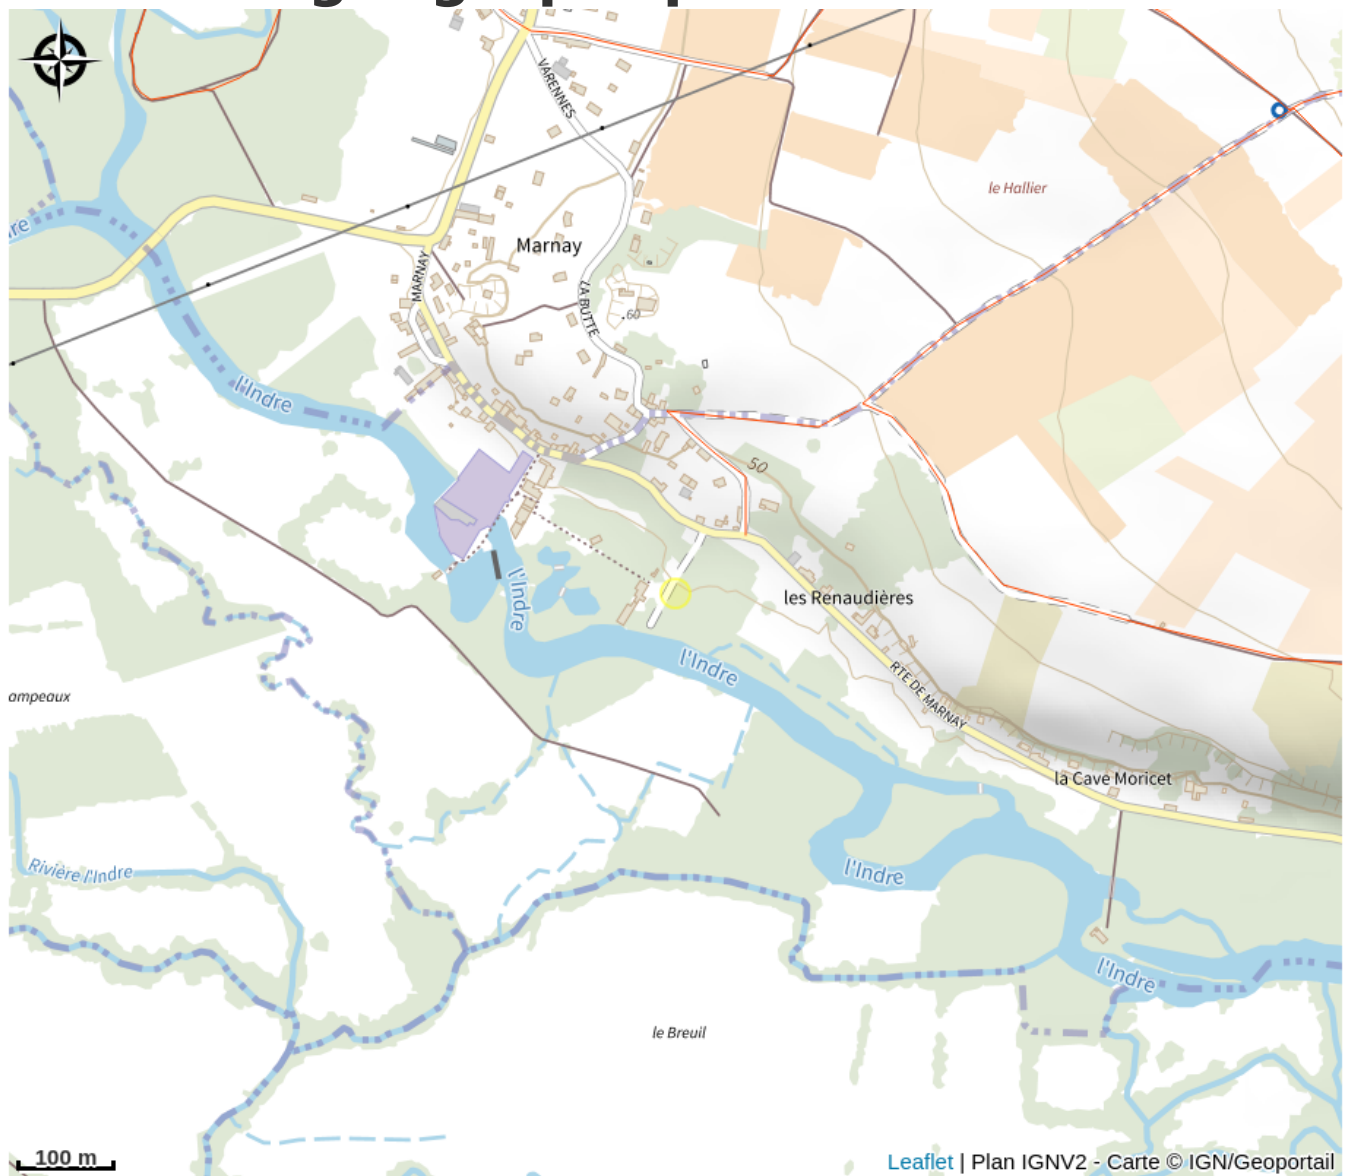 VARENNES
le Hallier
Marnay
MARNAY
LA BUTTE
60
l'Indre
50
l'Indre
les Renaudières
l'Indre
RTE DE MARNAY
ampeaux
la Cave Moricet
Rivière l'Indre
l'Indre
l'Indre
le Breuil
100 m
Leaflet | Plan IGNV2 - Carte © IGN/Geoportail